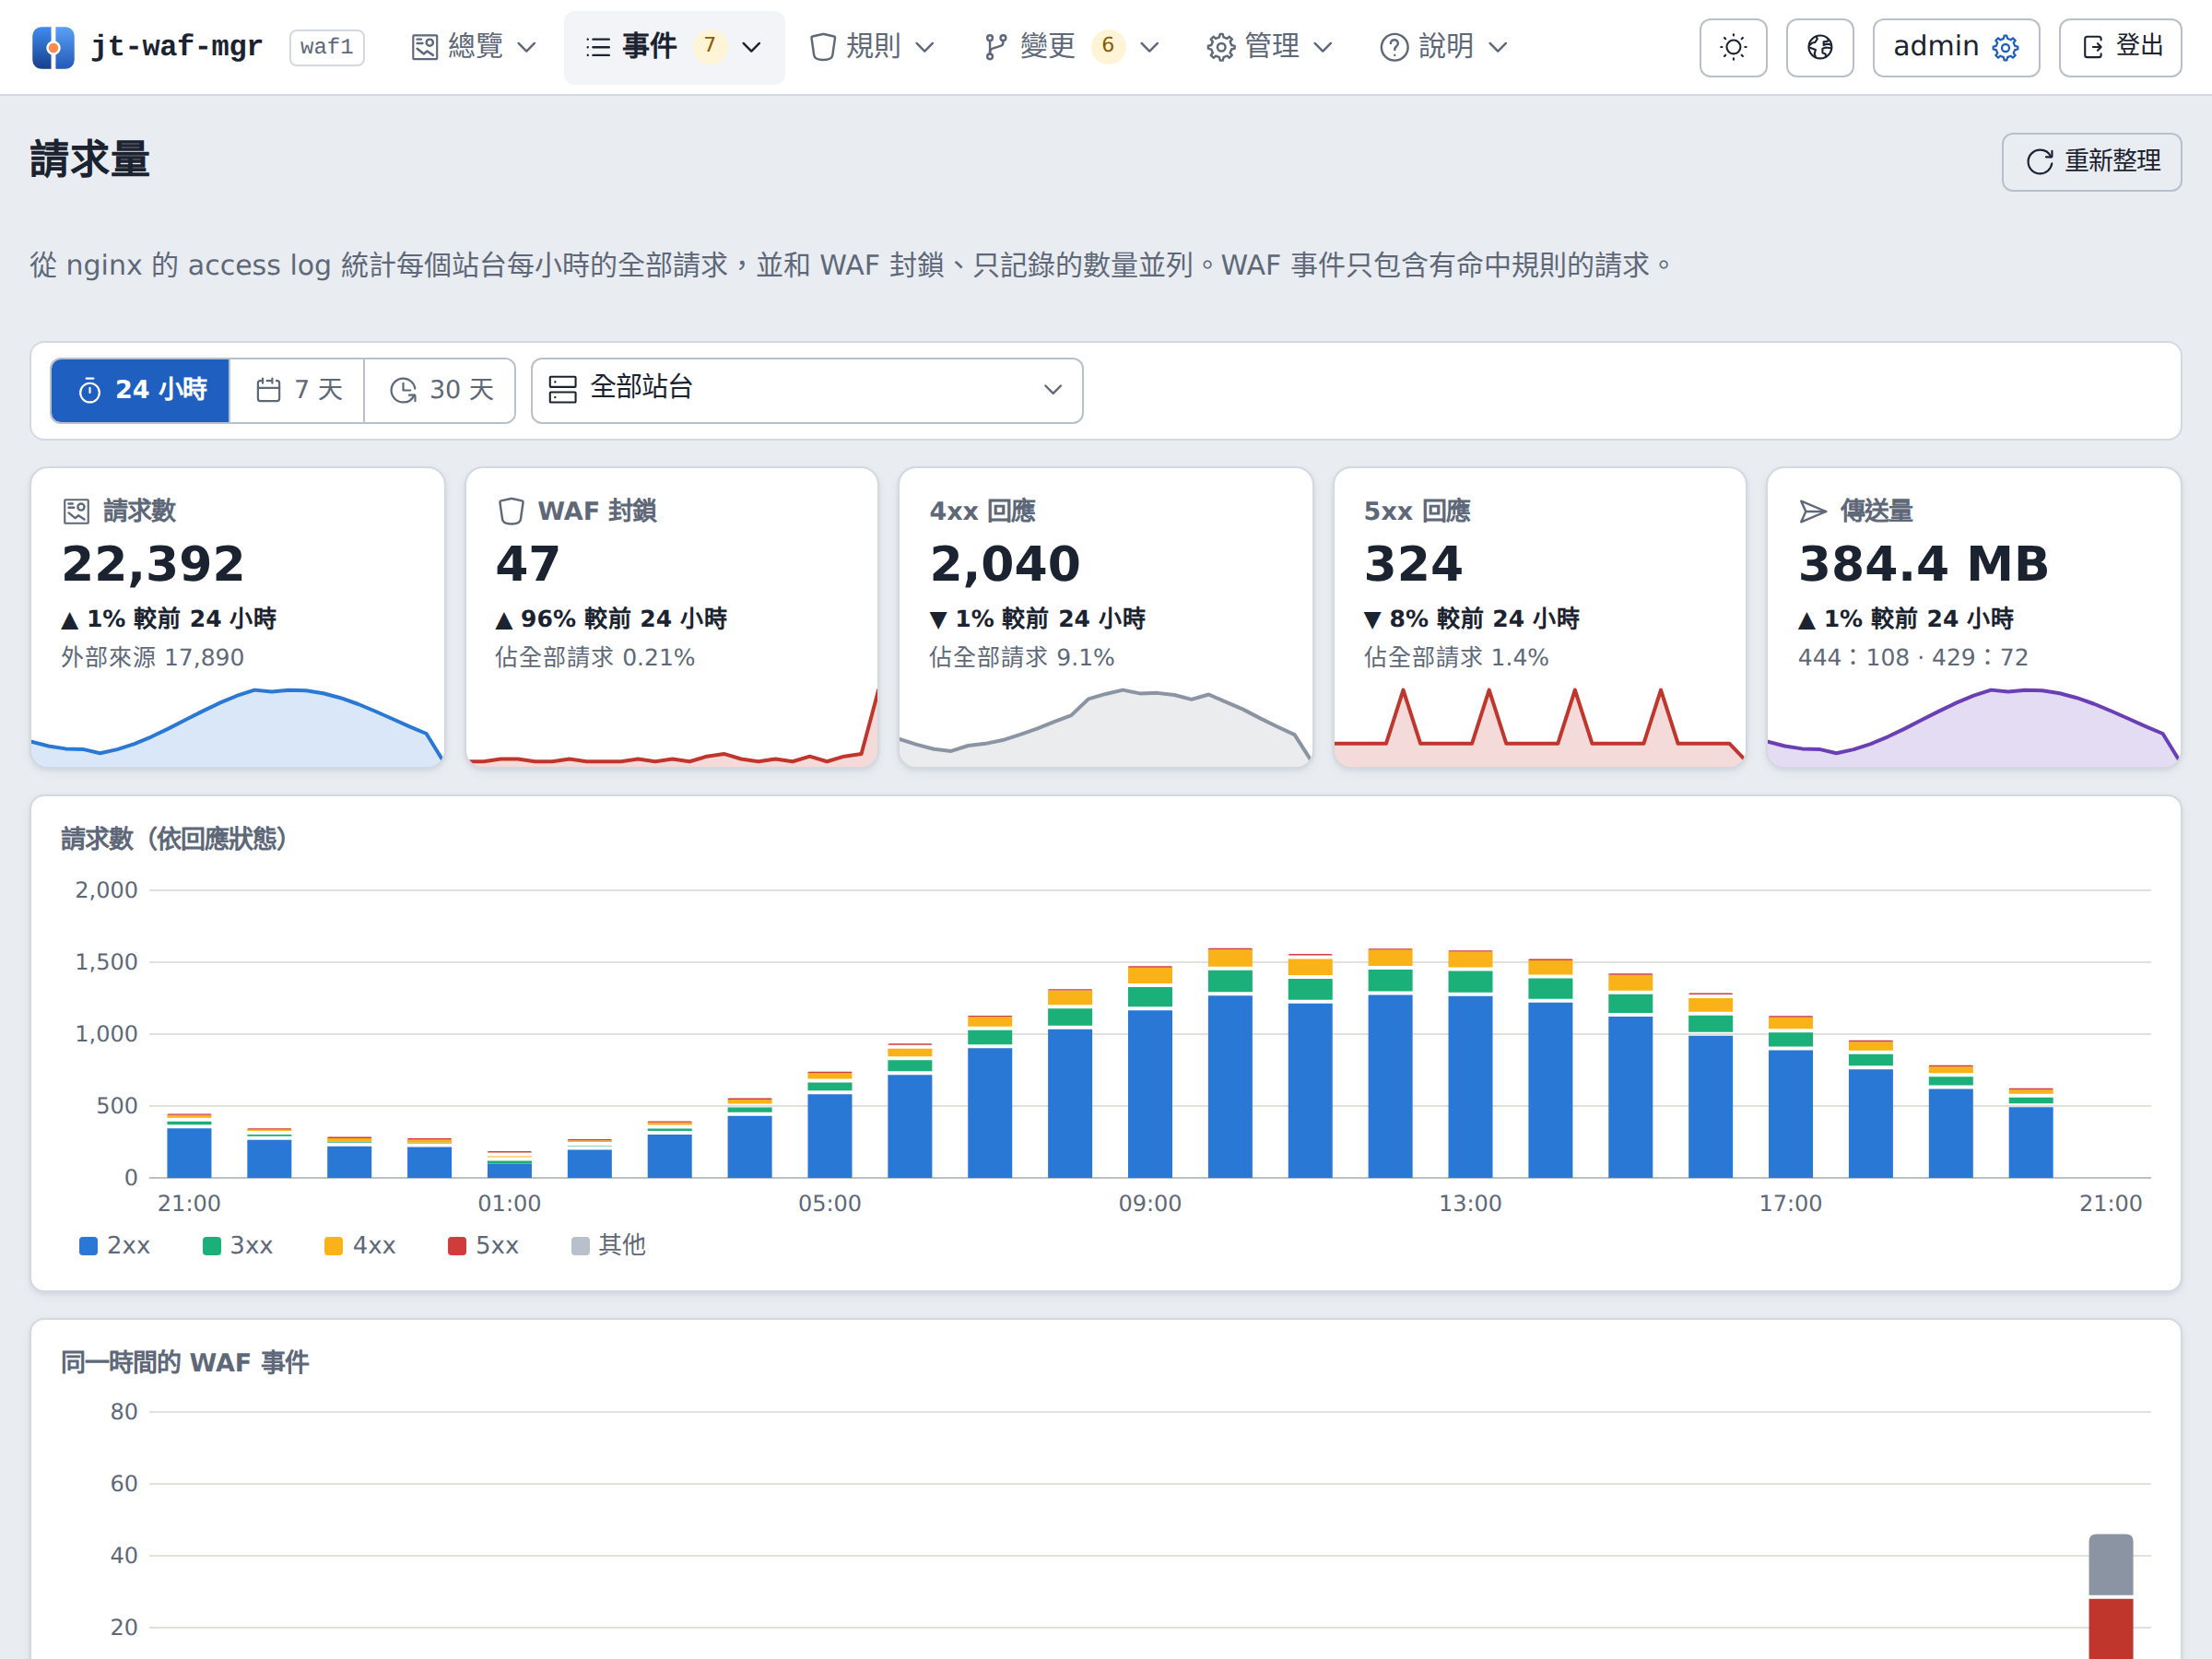 jt-waf-mgr waf1 總覽 事件 7 規則 變更 6 管理 說明 admin 登出
請求量 重新整理
從 nginx 的 access log 統計每個站台每小時的全部請求，並和 WAF 封鎖、只記錄的數量並列。WAF 事件只包含有命中規則的請求。
24 小時 7 天 30 天 全部站台
請求數
22,392
▲ 1% 較前 24 小時
外部來源 17,890
WAF 封鎖
47
▲ 96% 較前 24 小時
佔全部請求 0.21%
4xx 回應
2,040
▼ 1% 較前 24 小時
佔全部請求 9.1%
5xx 回應
324
▼ 8% 較前 24 小時
佔全部請求 1.4%
傳送量
384.4 MB
▲ 1% 較前 24 小時
444：108 · 429：72
請求數（依回應狀態）
2,000
1,500
1,000
500
0
21:00 01:00 05:00 09:00 13:00 17:00 21:00
2xx 3xx 4xx 5xx 其他
同一時間的 WAF 事件
80
60
40
20